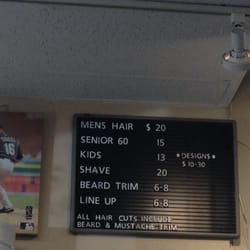 MENS HAIR $ 20
SENIOR 60 15
KIDS 13
• DESIGNS •
$ 10-30
SHAVE 20
BEARD TRIM 6-8
LINE UP 6-8
ALL HAIR CUTS INCLUDE
BEARD & MUSTACHE TRIM
16